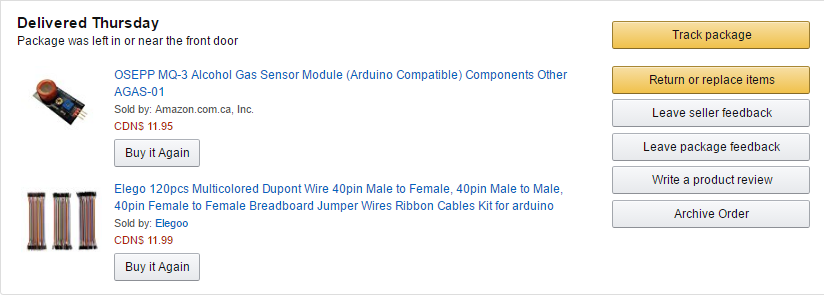 Delivered Thursday
Package was left in or near the front door
OSEPP MQ-3 Alcohol Gas Sensor Module (Arduino Compatible) Components Other
AGAS-01
Sold by: Amazon.com.ca, Inc.
CDN$ 11.95
Buy it Again
Elego 120pcs Multicolored Dupont Wire 40pin Male to Female, 40pin Male to Male,
40pin Female to Female Breadboard Jumper Wires Ribbon Cables Kit for arduino
Sold by: Elegoo
CDN$ 11.99
Buy it Again
Track package
Return or replace items
Leave seller feedback
Leave package feedback
Write a product review
Archive Order